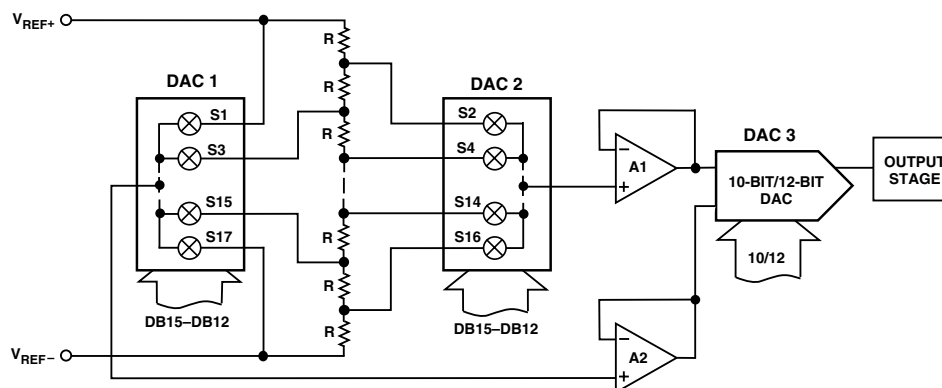 VREF+
R
DAC 1
R
DAC 2
S1
S2
DAC 3
S3
R
S4
A1
10-BIT/12-BIT
DAC
OUTPUT
STAGE
S15
S14
S17
R
S16
10/12
R
DB15–DB12
DB15–DB12
R
VREF–
A2